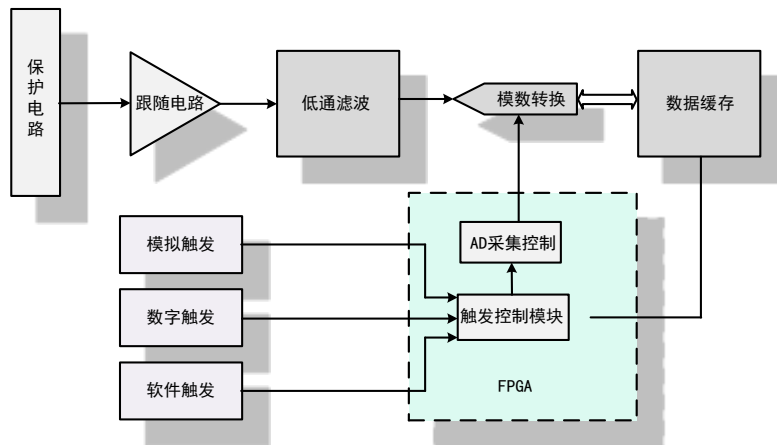 保护电路
跟随电路
低通滤波
模数转换
数据缓存
模拟触发
AD采集控制
数字触发
触发控制模块
软件触发
FPGA